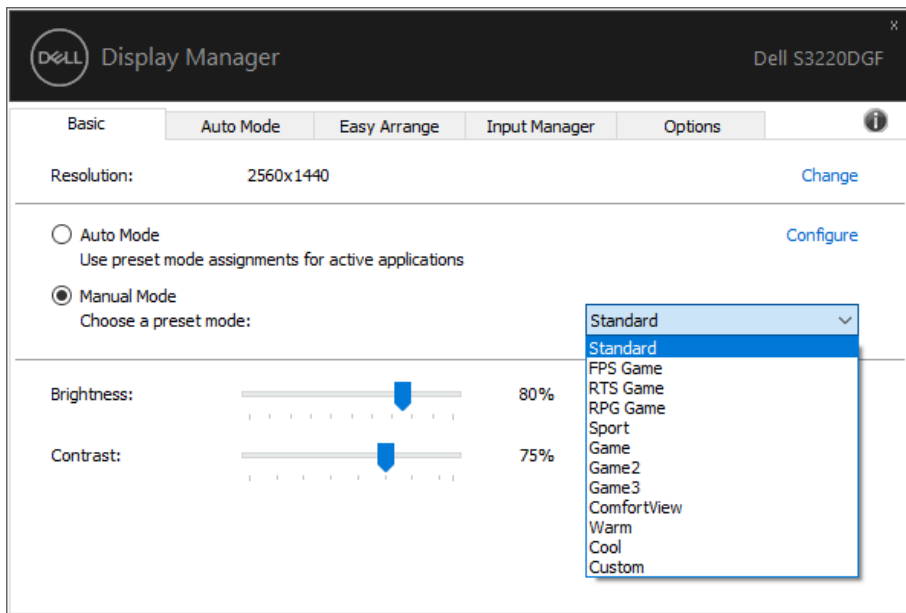 x
DELL Display Manager Dell S3220DGF
Basic Auto Mode Easy Arrange Input Manager Options i
Resolution: 2560x1440 Change
Auto Mode Configure
Use preset mode assignments for active applications
Manual Mode
Choose a preset mode: Standard
Standard
FPS Game
RTS Game
RPG Game
Sport
Game
Game2
Game3
ComfortView
Warm
Cool
Custom
Brightness: 80%
Contrast: 75%